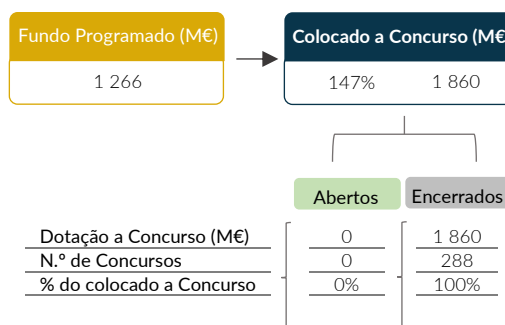 Fundo Programado (M€)
Colocado a Concurso (M€
1 266
147% 1 860
Abertos Encerrados
Dotação a Concurso (M€) 0 1 860
N.º de Concursos 0 288
% do colocado a Concurso 0% 100%